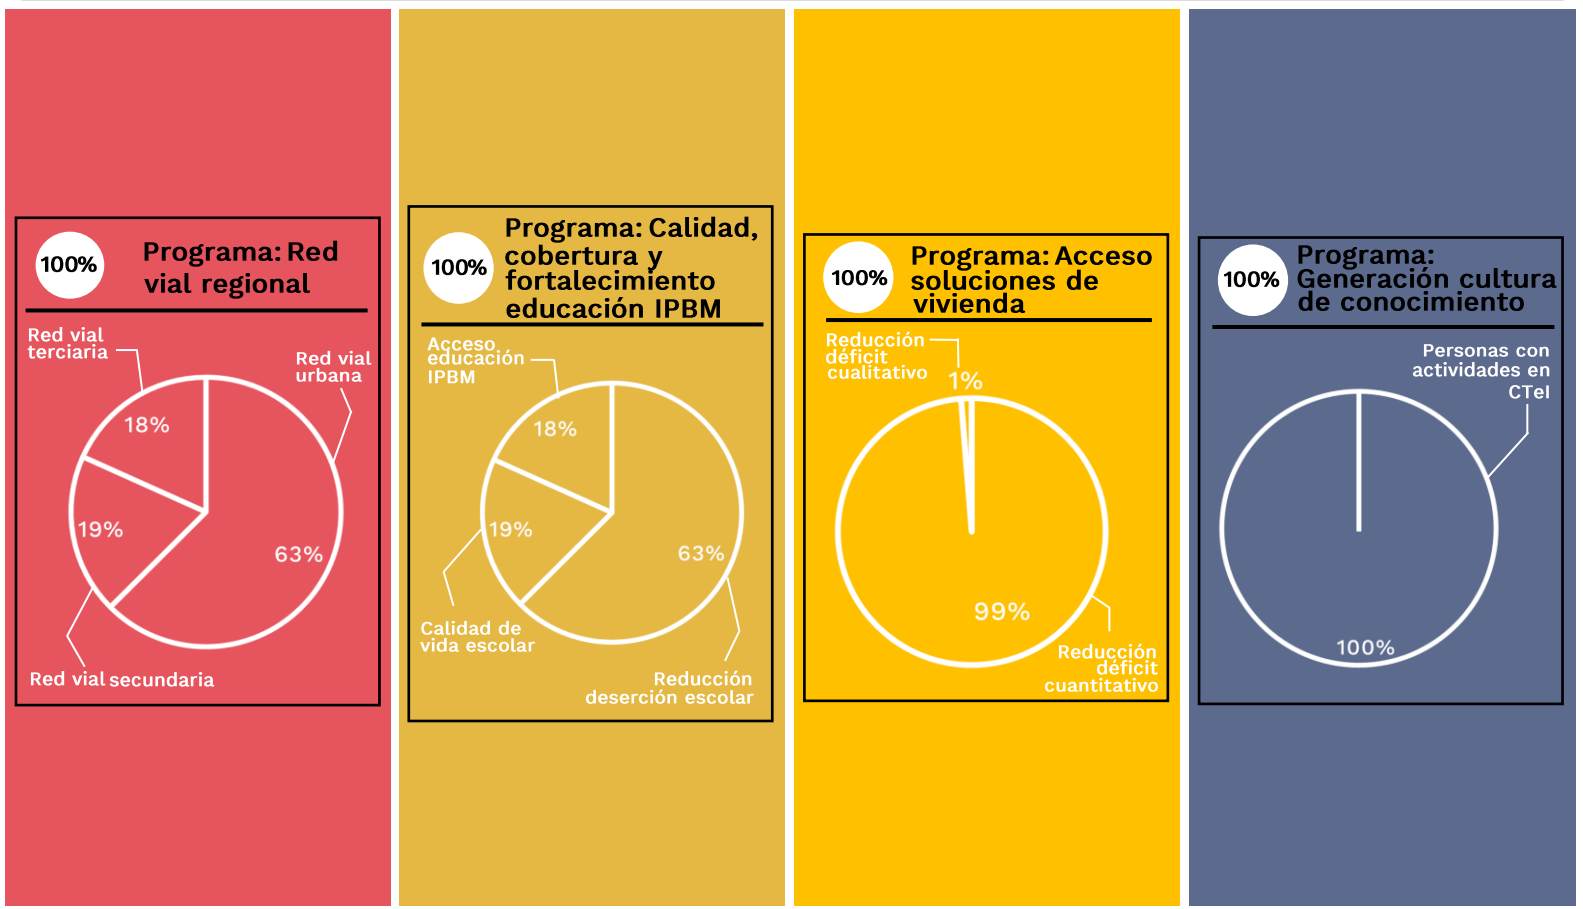 100%
Programa: Red
vial regional
Red vial
terciaria
Red vial
urbana
18%
19%
63%
Red vial secundaria
100%
Programa: Calidad,
cobertura y
fortalecimiento
educación IPBM
Acceso
educación
IPBM
18%
19%
63%
Calidad de
vida escolar
Reducción
deserción escolar
100%
Programa: Acceso
soluciones de
vivienda
Reducción
déficit
cualitativo
1%
99%
Reducción
déficit
cuantitativo
100%
Programa:
Generación cultura
de conocimiento
Personas con
actividades en
CTeI
100%